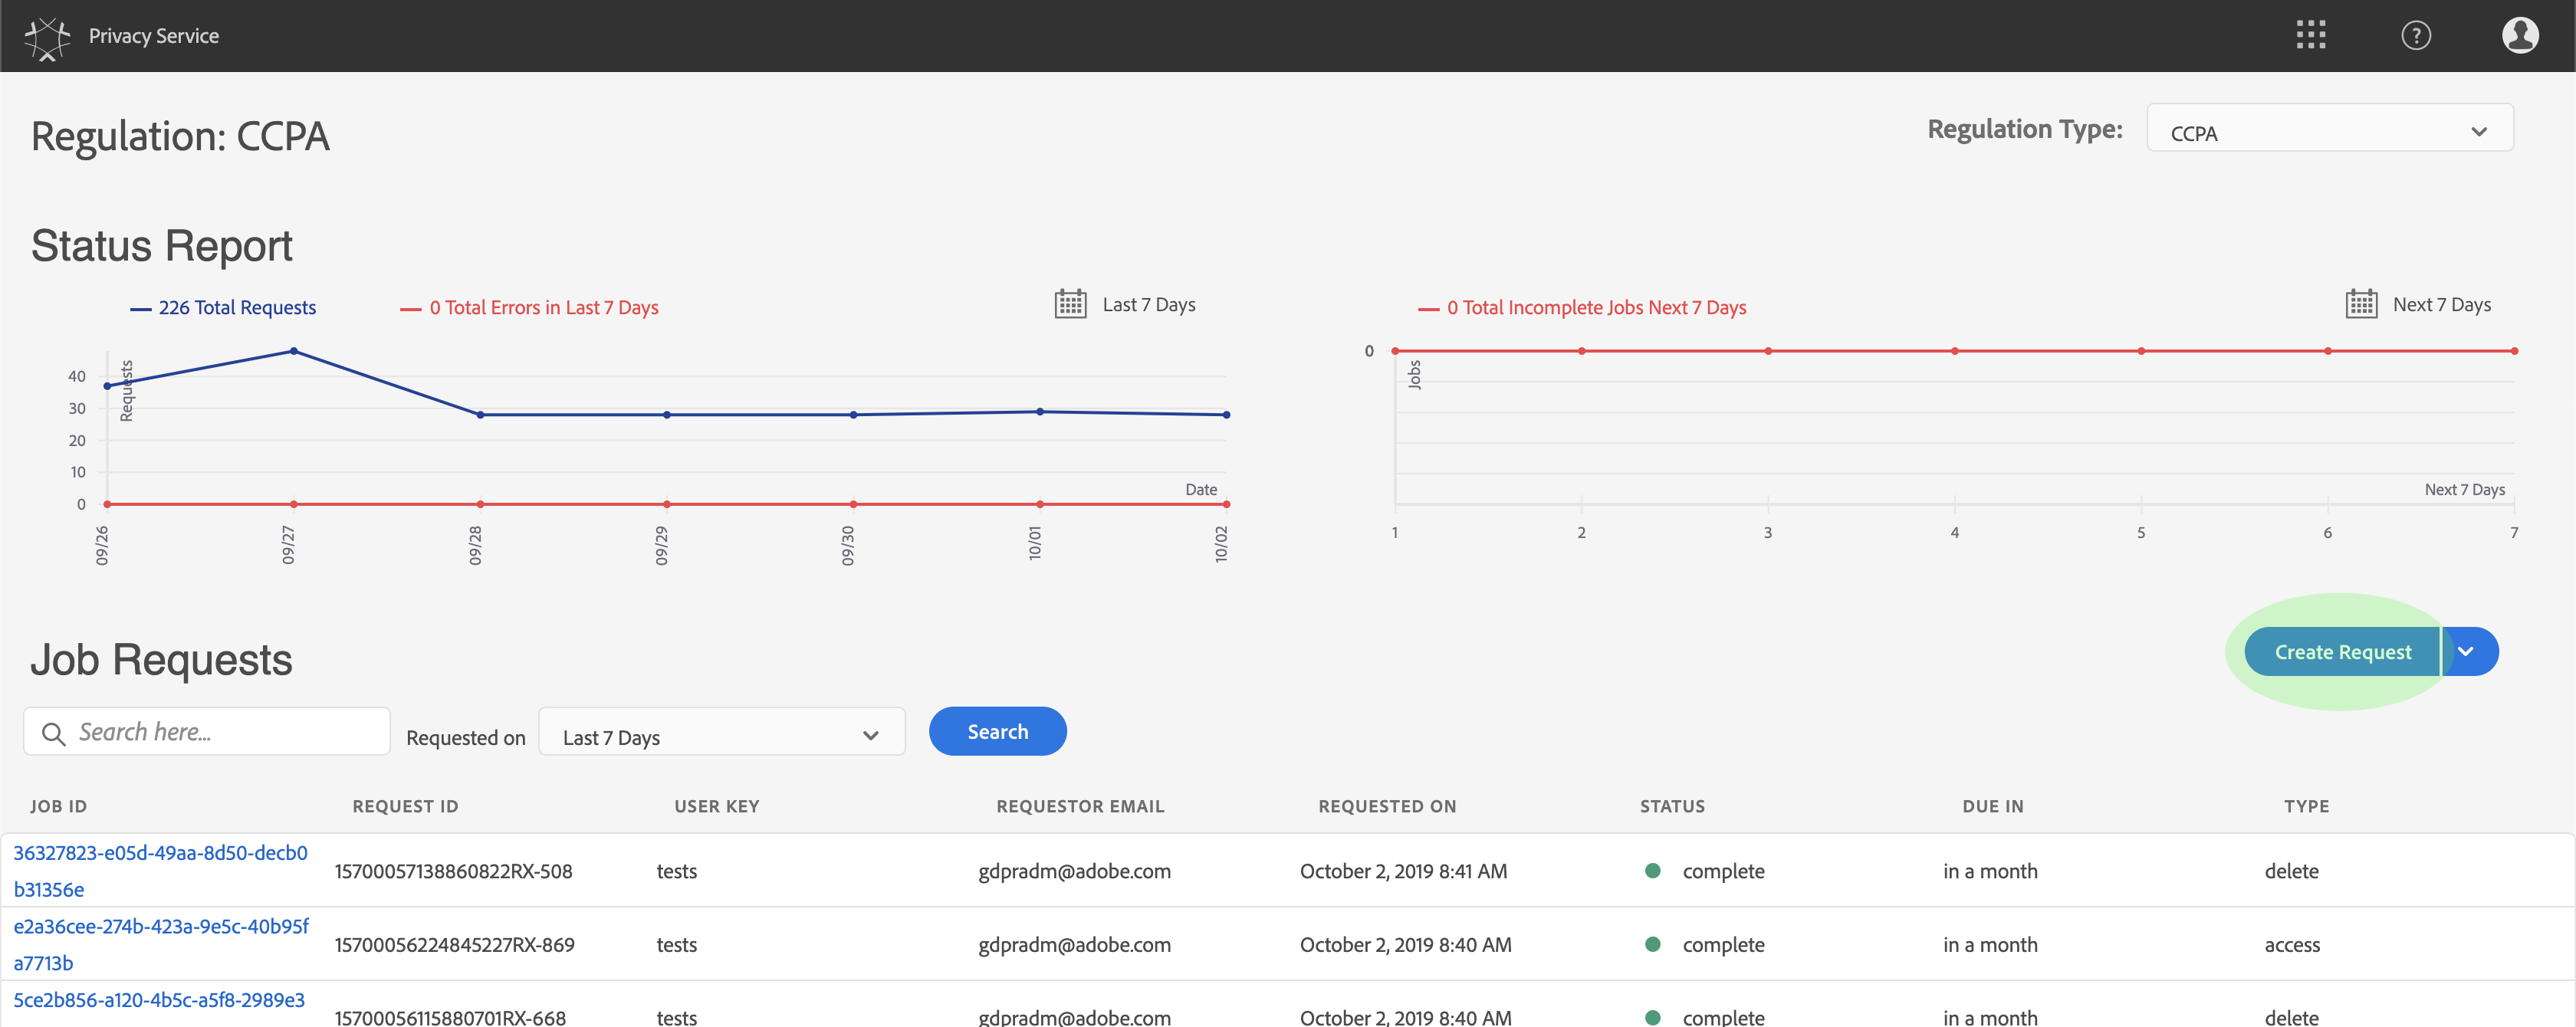 Privacy Service
?
Regulation: CCPA
Regulation Type:
CCPA
Status Report
226 Total Requests
0 Total Errors in Last 7 Days
Last 7 Days
0 Total Incomplete Jobs Next 7 Days
Next 7 Days
40
30
20
10
0
Requests
Date
09/26
09/27
09/28
09/29
09/30
10/01
10/02
0
Jobs
Next 7 Days
1
2
3
4
5
6
7
Job Requests
Create Request
Search here...
Requested on
Last 7 Days
Search
JOB ID REQUEST ID USER KEY REQUESTOR EMAIL REQUESTED ON STATUS DUE IN TYPE
36327823-e05d-49aa-8d50-decb0
b31356e
15700057138860822RX-508 tests gdpradm@adobe.com October 2, 2019 8:41 AM complete in a month delete
e2a36cee-274b-423a-9e5c-40b95f
a7713b
15700056224845227RX-869 tests gdpradm@adobe.com October 2, 2019 8:40 AM complete in a month access
5ce2b856-a120-4b5c-a5f8-2989e3
15700056115880701RX-668 tests gdpradm@adobe.com October 2, 2019 8:40 AM complete in a month delete